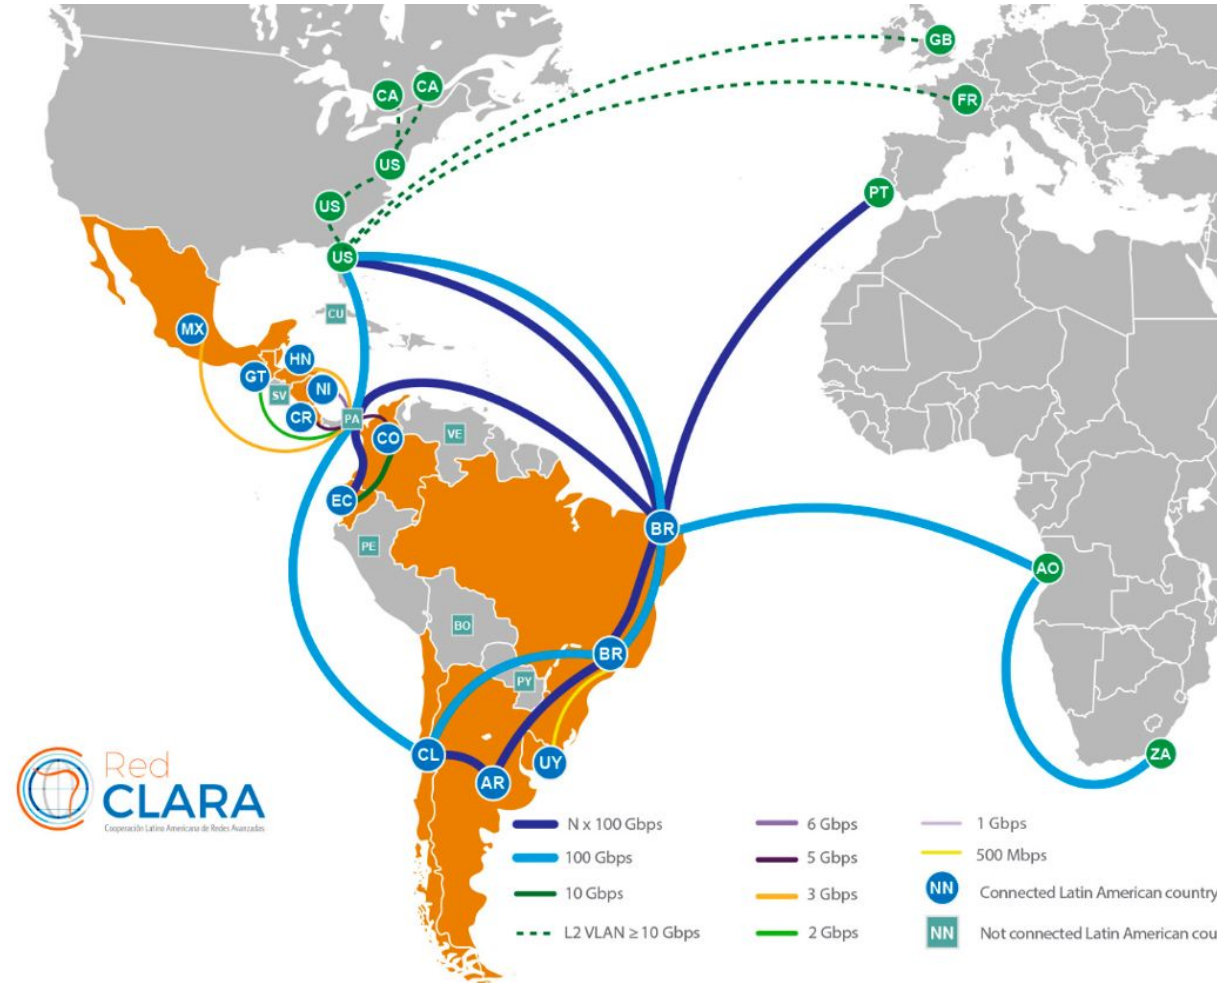 GB
CA
CA
FR
US
PT
US
US
CU
MX
HN
GT
NI
SV
CR
PA
CO
VE
EC
BR
PE
AO
BO
BR
PY
CL
UY
ZA
AR
Red
CLARA
Cooperación Latino Americana de Redes Avanzadas
N x 100 Gbps
100 Gbps
10 Gbps
L2 VLAN ≥ 10 Gbps
6 Gbps
5 Gbps
3 Gbps
2 Gbps
1 Gbps
500 Mbps
NN Connected Latin American country
NN Not connected Latin American cou